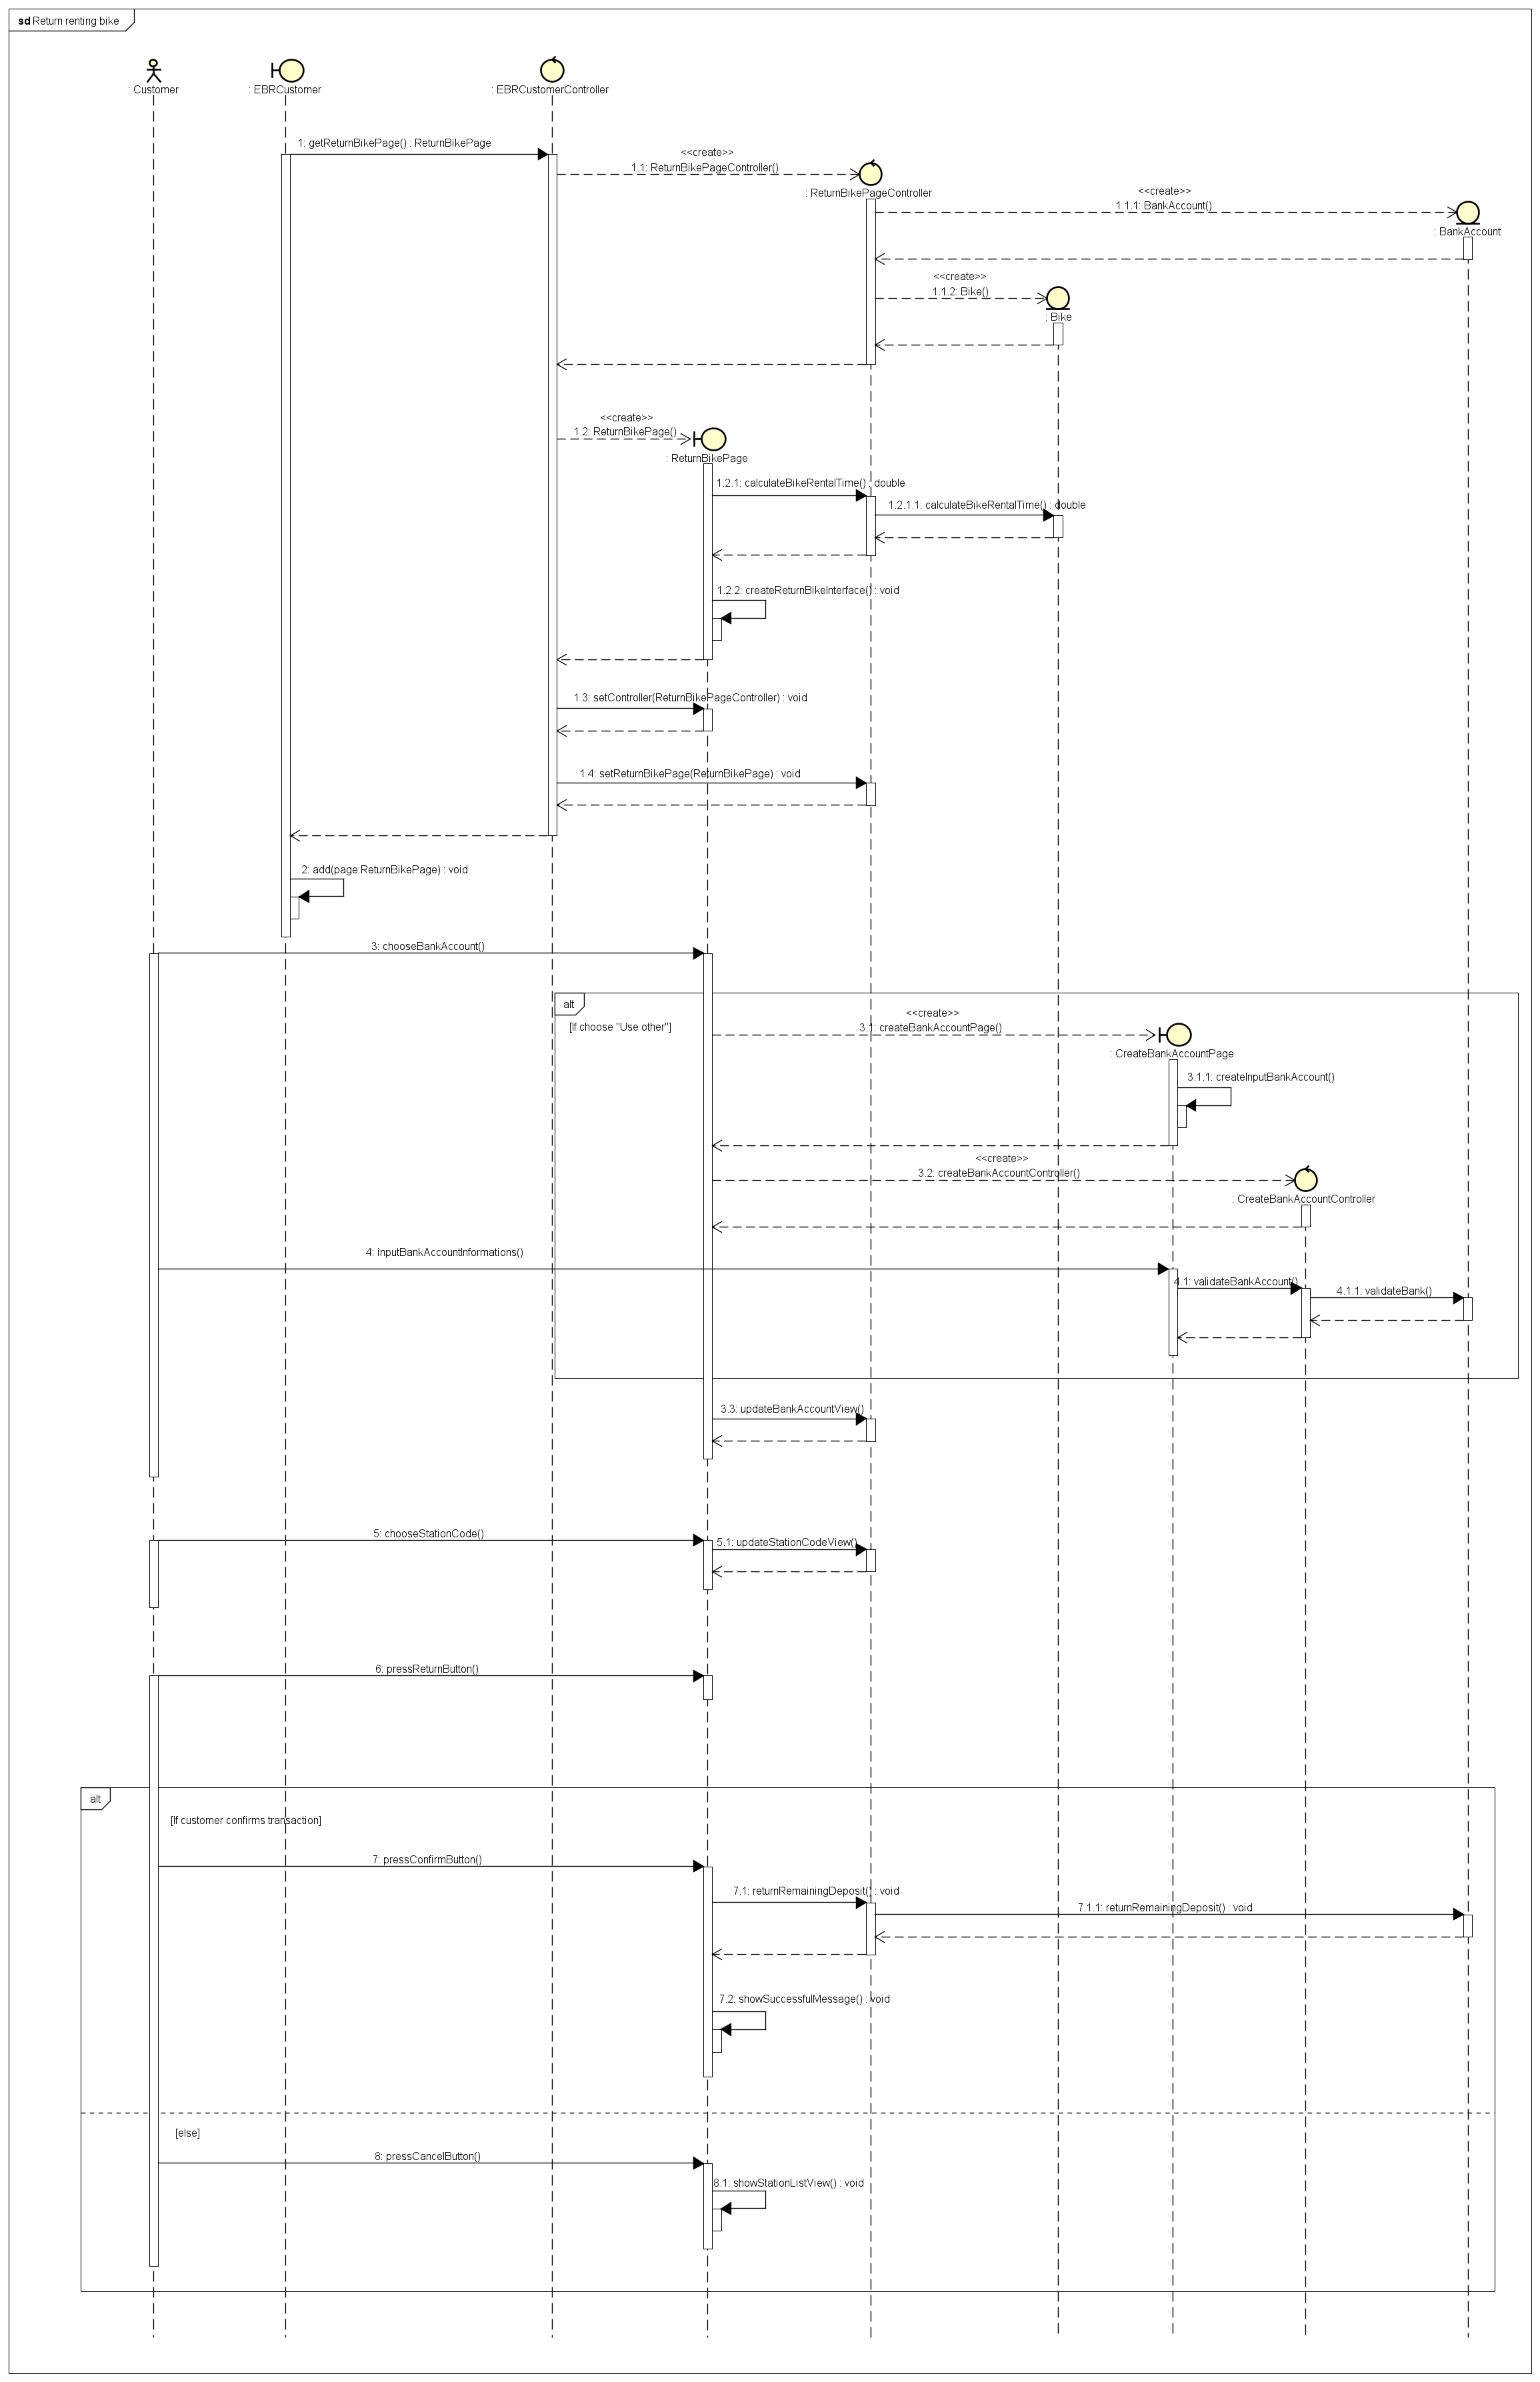 sd Return renting bike
: Customer
: EBRCustomer
: EBRCustomerController
1: getReturnBikePage() : ReturnBikePage
<<create>>
1.1: ReturnBikePageController()
: ReturnBikePageController
<<create>>
1.1.1: BankAccount()
: BankAccount
<<create>>
1.1.2: Bike()
: Bike
<<create>>
1.2: ReturnBikePage()
: ReturnBikePage
1.2.1: calculateBikeRentalTime() : double
1.2.1.1: calculateBikeRentalTime() : double
1.2.2: createReturnBikeInterface() : void
1.3: setController(ReturnBikePageController) : void
1.4: setReturnBikePage(ReturnBikePage) : void
2: add(page:ReturnBikePage) : void
3: chooseBankAccount()
alt
[If choose "Use other"]
<<create>>
3.1: createBankAccountPage()
: CreateBankAccountPage
3.1.1: createInputBankAccount()
<<create>>
3.2: createBankAccountController()
: CreateBankAccountController
4: inputBankAccountInformations()
4.1: validateBankAccount()
4.1.1: validateBank()
3.3: updateBankAccountView()
5: chooseStationCode()
5.1: updateStationCodeView()
6: pressReturnButton()
alt
[If customer confirms transaction]
7: pressConfirmButton()
7.1: returnRemainingDeposit() : void
7.1.1: returnRemainingDeposit() : void
7.2: showSuccessfulMessage() : void
[else]
8: pressCancelButton()
8.1: showStationListView() : void